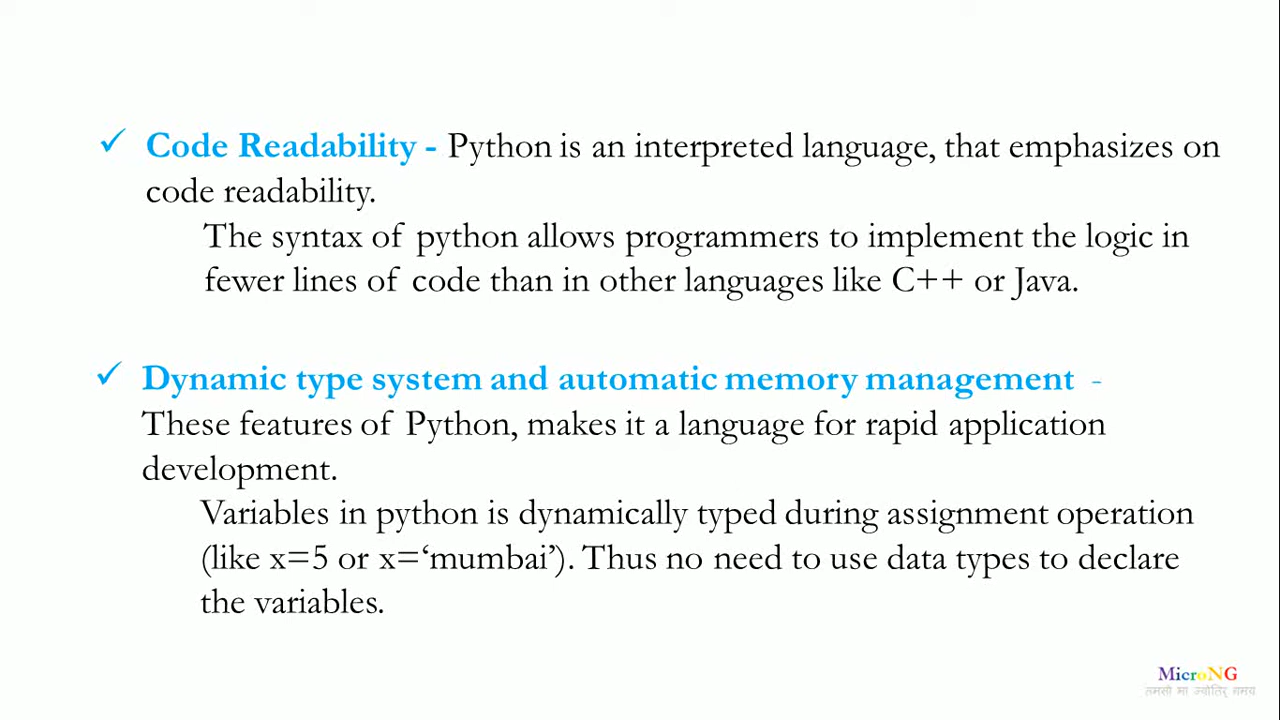 ✓ Code Readability - Python is an interpreted language, that emphasizes on
code readability.
The syntax of python allows programmers to implement the logic in
fewer lines of code than in other languages like C++ or Java.
✓ Dynamic type system and automatic memory management -
These features of Python, makes it a language for rapid application
development.
Variables in python is dynamically typed during assignment operation
(like x=5 or x=‘mumbai’). Thus no need to use data types to declare
the variables.
MicroNG
तमसो मा ज्योतिर् गमय